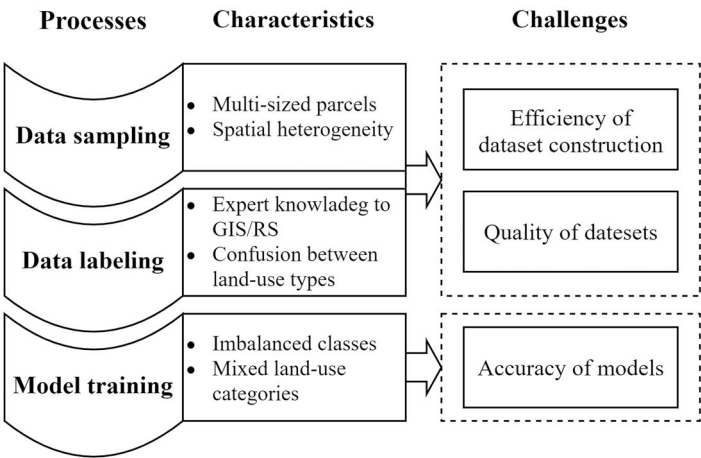 Processes
Characteristics
Challenges
Data sampling
• Multi-sized parcels
• Spatial heterogeneity
Data labeling
• Expert knowladeg to
GIS/RS
• Confusion between
land-use types
Model training
• Imbalanced classes
• Mixed land-use
categories
Efficiency of
dataset construction
Quality of datesets
Accuracy of models